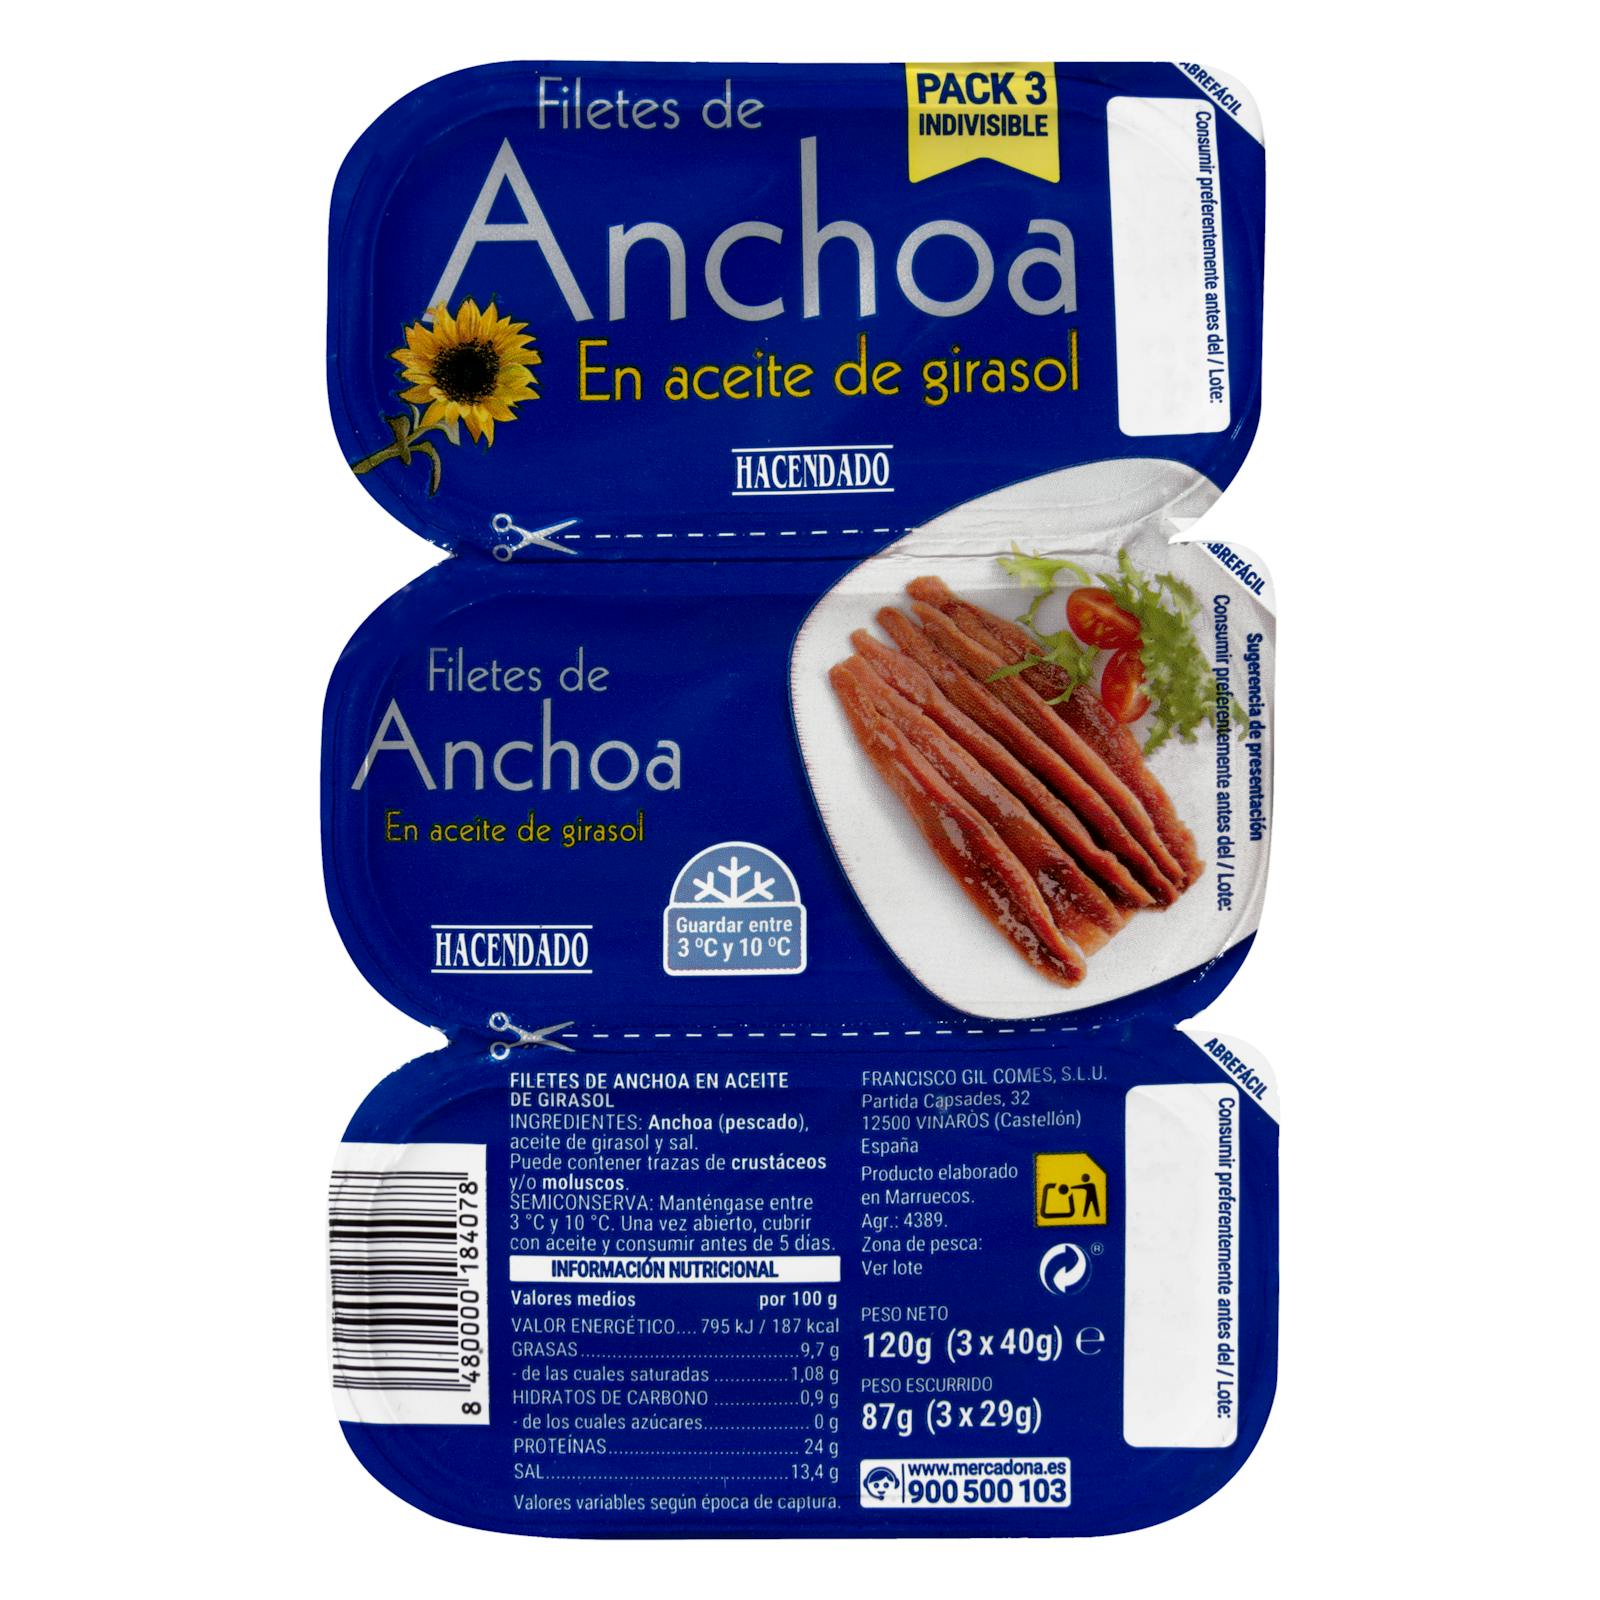 Filetes de
Anchoa
En aceite de girasol
HACENDADO
PACK 3
INDIVISIBLE
ABREFÁCIL
Consumir preferentemente antes del / Lote:
Filetes de
Anchoa
En aceite de girasol
HACENDADO
Guardar entre
3 ºC y 10 ºC
ABREFÁCIL
Sugerencia de presentación
Consumir preferentemente antes del / Lote:
8 480000 184078
FILETES DE ANCHOA EN ACEITE
DE GIRASOL
INGREDIENTES: Anchoa (pescado),
aceite de girasol y sal.
Puede contener trazas de crustáceos
y/o moluscos.
SEMICONSERVA: Manténgase entre
3 °C y 10 °C. Una vez abierto, cubrir
con aceite y consumir antes de 5 días.
INFORMACIÓN NUTRICIONAL
Valores medios por 100 g
VALOR ENERGÉTICO.... 795 kJ / 187 kcal
GRASAS..............................9,7 g
- de las cuales saturadas .............1,08 g
HIDRATOS DE CARBONO ...............0,9 g
- de los cuales azúcares................ 0 g
PROTEÍNAS............................ 24 g
SAL...................................13,4 g
Valores variables según época de captura.
FRANCISCO GIL COMES, S.L.U.
Partida Capsades, 32
12500 VINARÒS (Castellón)
España
Producto elaborado
en Marruecos.
Agr.: 4389.
Zona de pesca:
Ver lote
®
PESO NETO
120g (3 x 40g) ℮
PESO ESCURRIDO
87g (3 x 29g)
www.mercadona.es
900 500 103
ABREFÁCIL
Consumir preferentemente antes del / Lote: